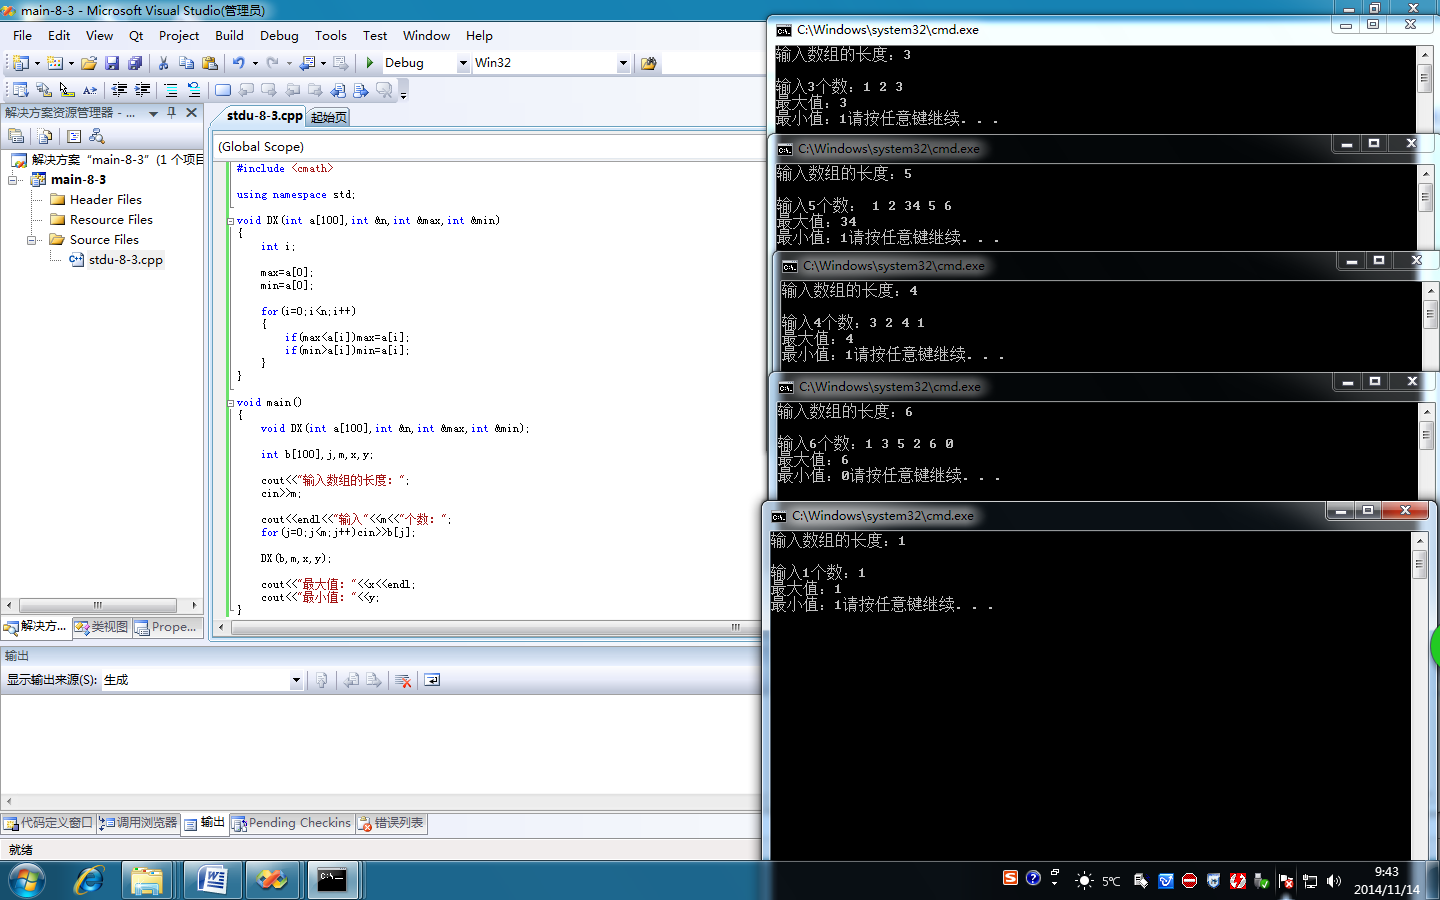 main-8-3 - Microsoft Visual Studio(管理员)
File Edit View Qt Project Build Debug Tools Test Window Help
Debug Win32
解决方案资源管理器 - ...
解决方案 "main-8-3" (1 个项目
main-8-3
Header Files
Resource Files
Source Files
stdu-8-3.cpp
解决方... 类视图 Prope...
stdu-8-3.cpp 起始页
(Global Scope)
#include <cmath>
using namespace std;
void DX(int a[100],int &n,int &max,int &min)
{
int i;
max=a[0];
min=a[0];
for(i=0;i<n;i++)
{
if(max<a[i])max=a[i];
if(min>a[i])min=a[i];
}
}
void main()
{
void DX(int a[100],int &n,int &max,int &min);
int b[100],j,m,x,y;
cout<<"输入数组的长度：";
cin>>m;
cout<<endl<<"输入"<<m<<"个数：";
for(j=0;j<m;j++)cin>>b[j];
DX(b,m,x,y);
cout<<"最大值："<<x<<endl;
cout<<"最小值："<<y;
}
输出
显示输出来源(S): 生成
代码定义窗口 调用浏览器 输出 Pending Checkins 错误列表
就绪
C:\Windows\system32\cmd.exe
输入数组的长度：3
输入3个数：1 2 3
最大值：3
最小值：1请按任意键继续. . .
C:\Windows\system32\cmd.exe
输入数组的长度：5
输入5个数： 1 2 34 5 6
最大值：34
最小值：1请按任意键继续. . .
C:\Windows\system32\cmd.exe
输入数组的长度：4
输入4个数：3 2 4 1
最大值：4
最小值：1请按任意键继续. . .
C:\Windows\system32\cmd.exe
输入数组的长度：6
输入6个数：1 3 5 2 6 0
最大值：6
最小值：0请按任意键继续. . .
C:\Windows\system32\cmd.exe
输入数组的长度：1
输入1个数：1
最大值：1
最小值：1请按任意键继续. . .
5℃
9:43
2014/11/14